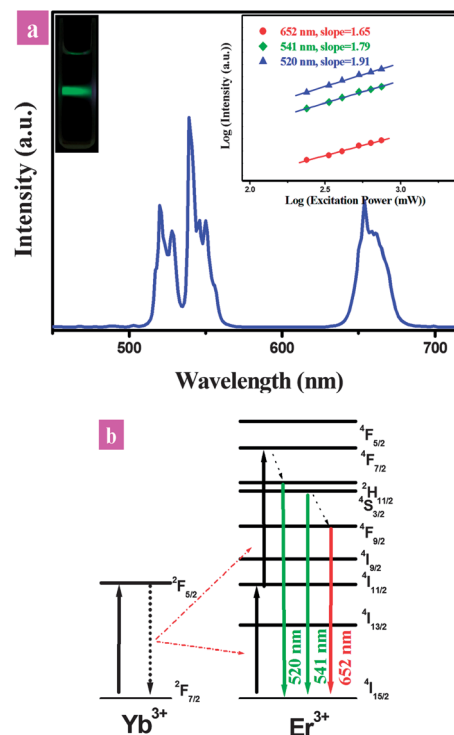 a
652 nm, slope=1.65
541 nm, slope=1.79
520 nm, slope=1.91
Log (Intensity (a.u.)
2.0 2.5 3.0
Log (Excitation Power (mW))
Intensity (a.u.)
500 600 700
Wavelength (nm)
b
⁴F₅/₂
⁴F₇/₂
²H₁₁/₂
⁴S₃/₂
⁴F₉/₂
⁴I₉/₂
²F₅/₂
⁴I₁₁/₂
⁴I₁₃/₂
520 nm
541 nm
652 nm
²F₇/₂
⁴I₁₅/₂
Yb³⁺
Er³⁺